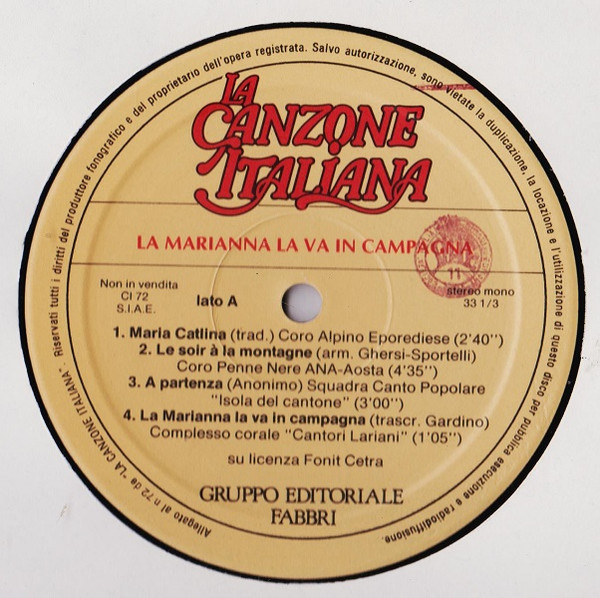 Riservati tutti i diritti del produttore fonografico e del proprietario dell'opera registrata. Salvo autorizzazione, sono vietate la duplicazione, la locazione e l'utilizzazione di questo disco per pubblica esecuzione e radiodiffusione.
LA
CANZONE
ITALIANA
LA MARIANNA LA VA IN CAMPAGNA
11
Non in vendita
CI 72
S.I.A.E.
lato A
stereo mono
33 1/3
1. Maria Catlina (trad.) Coro Alpino Eporediese (2'40'')
2. Le soir à la montagne (arm. Ghersi-Sportelli)
Coro Penne Nere ANA-Aosta (4'35'')
3. A partenza (Anonimo) Squadra Canto Popolare
"Isola del cantone" (3'00'')
4. La Marianna la va in campagna (trascr. Gardino)
Complesso corale "Cantori Lariani" (1'05'')
su licenza Fonit Cetra
GRUPPO EDITORIALE
FABBRI
Allegato al n.72 de "LA CANZONE ITALIANA".